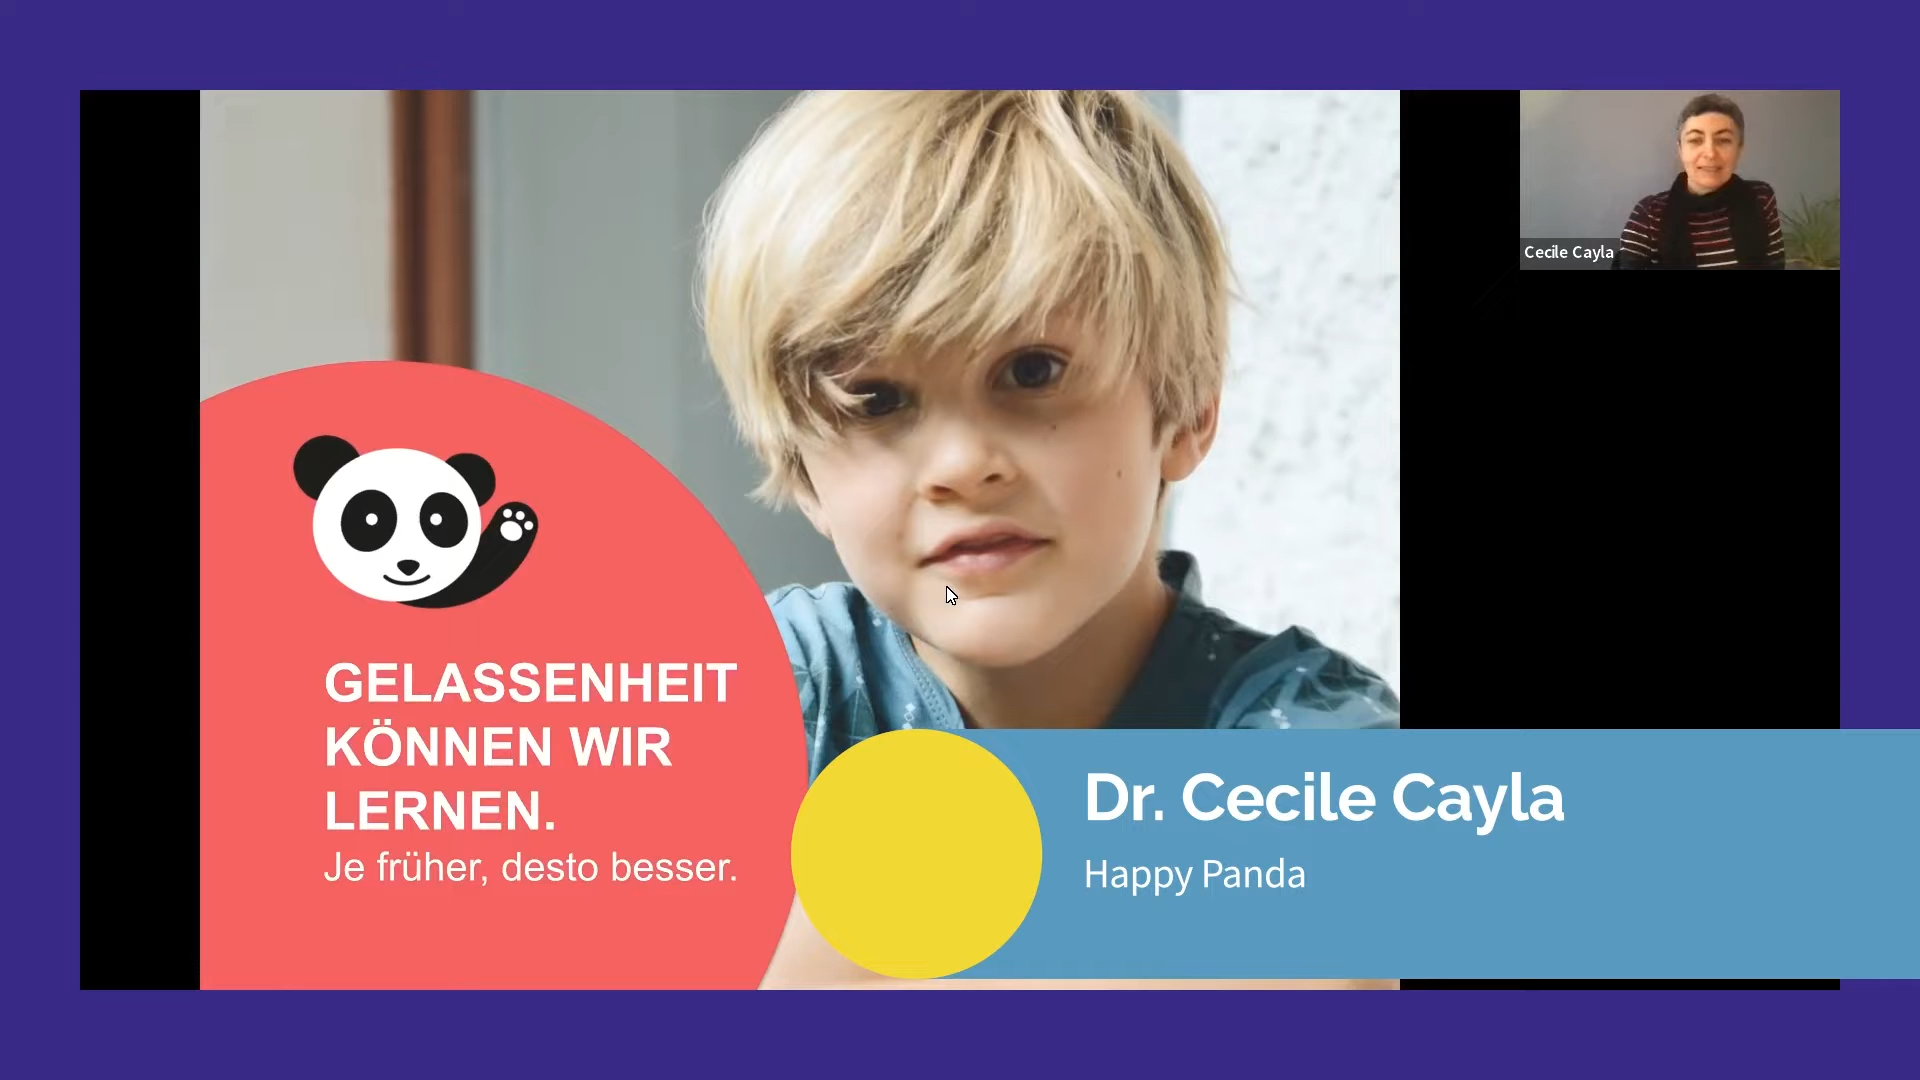 Cecile Cayla
GELASSENHEIT
KÖNNEN WIR
LERNEN.
Je früher, desto besser.
Dr. Cecile Cayla
Happy Panda